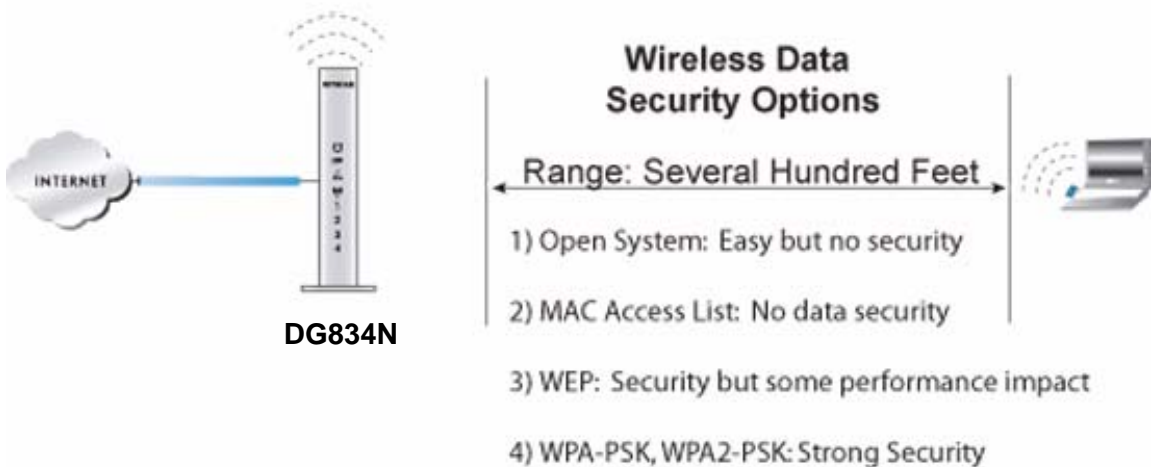 Wireless Data
Security Options
Range: Several Hundred Feet
INTERNET
1) Open System: Easy but no security
2) MAC Access List: No data security
DG834N
3) WEP: Security but some performance impact
4) WPA-PSK, WPA2-PSK: Strong Security